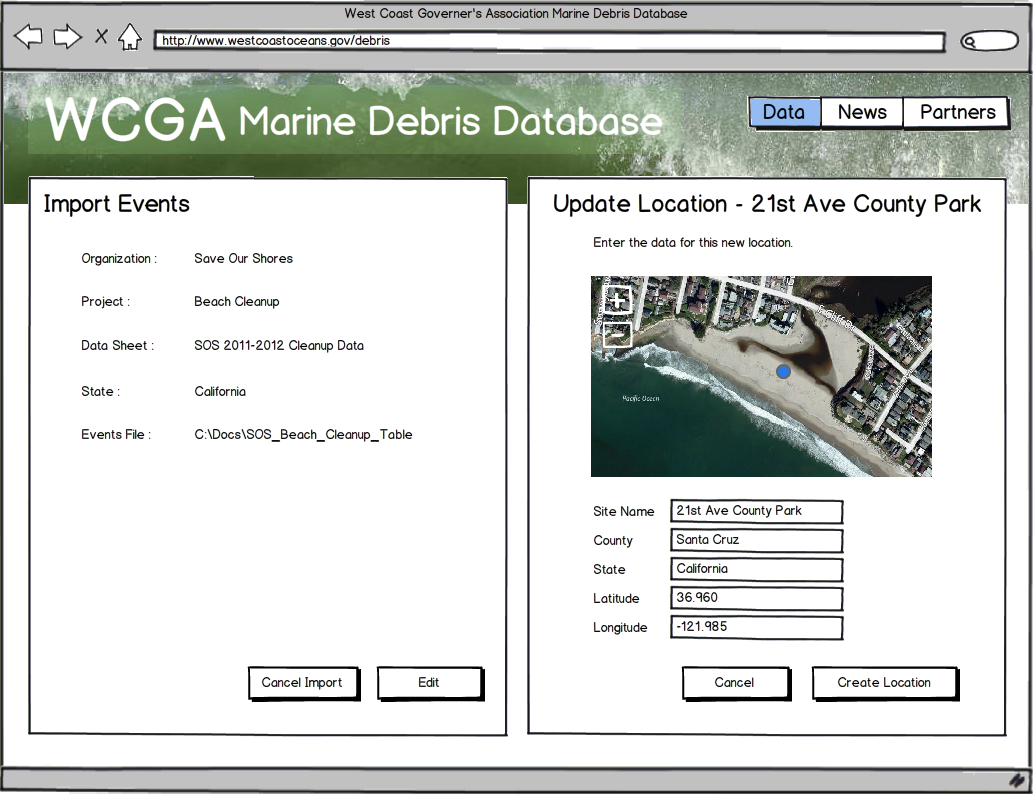 West Coast Governer's Association Marine Debris Database
X
http://www.westcoastoceans.gov/debris
WCGA Marine Debris Database
Data News Partners
Import Events
Organization : Save Our Shores
Project : Beach Cleanup
Data Sheet : SOS 2011-2012 Cleanup Data
State : California
Events File : C:\Docs\SOS_Beach_Cleanup_Table
Cancel Import Edit
Update Location - 21st Ave County Park
Enter the data for this new location.
+
-
E Cliff Dr
Pacific Ocean
Site Name 21st Ave County Park
County Santa Cruz
State California
Latitude 36.960
Longitude -121.985
Cancel Create Location